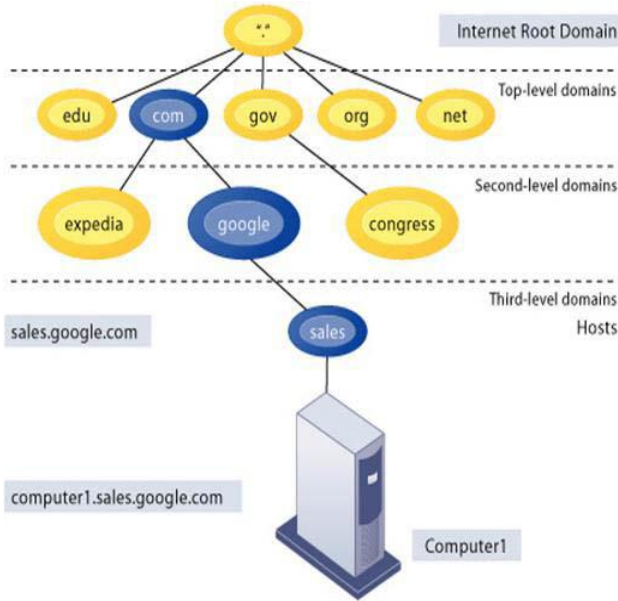 "."
Internet Root Domain
Top-level domains
edu
com
gov
org
net
Second-level domains
expedia
google
congress
Third-level domains
Hosts
sales.google.com
sales
computer1.sales.google.com
Computer1